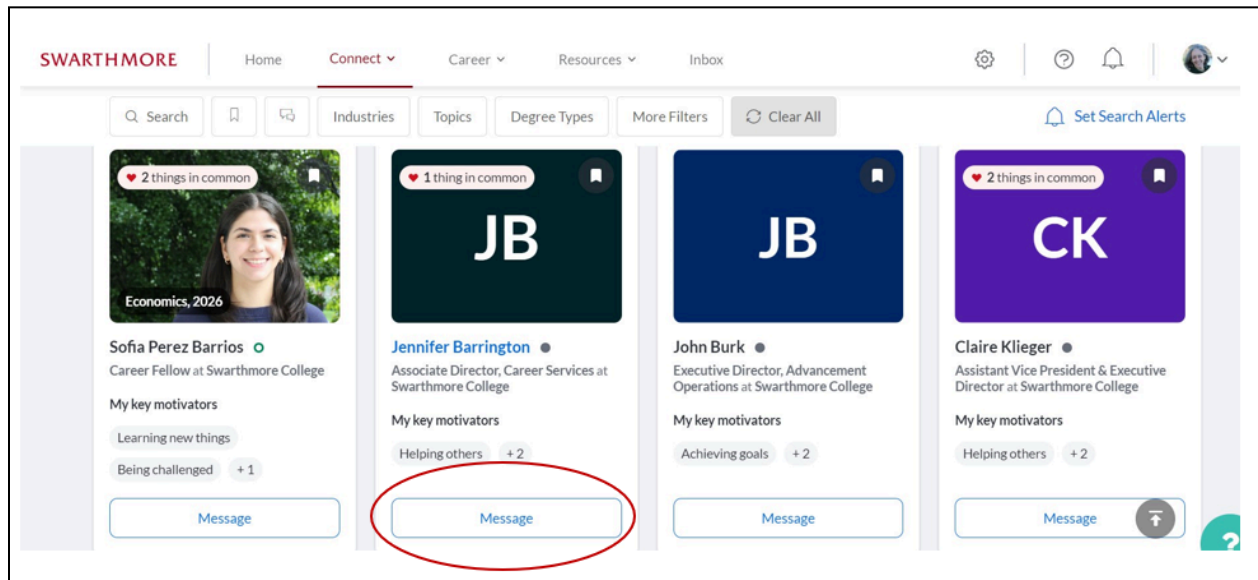 SWARTHMORE
Home
Connect
Career
Resources
Inbox
Search
Industries
Topics
Degree Types
More Filters
Clear All
Set Search Alerts
2 things in common
Economics, 2026
Sofia Perez Barrios
Career Fellow at Swarthmore College
My key motivators
Learning new things
Being challenged
+ 1
Message
1 thing in common
JB
Jennifer Barrington
Associate Director, Career Services at
Swarthmore College
My key motivators
Helping others
+ 2
Message
JB
John Burk
Executive Director, Advancement
Operations at Swarthmore College
My key motivators
Achieving goals
+ 2
Message
2 things in common
CK
Claire Klieger
Assistant Vice President & Executive
Director at Swarthmore College
My key motivators
Helping others
+ 2
Message
?